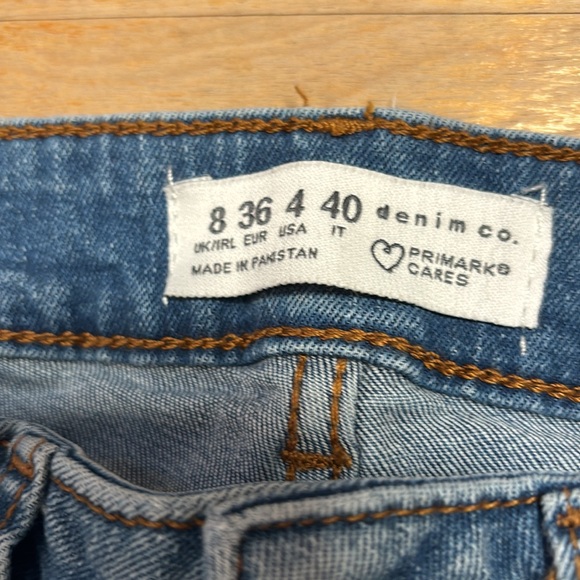 8 36 4 40 denim co.
UK/IRL EUR USA IT
MADE IN PAKISTAN
PRIMARK®
CARES